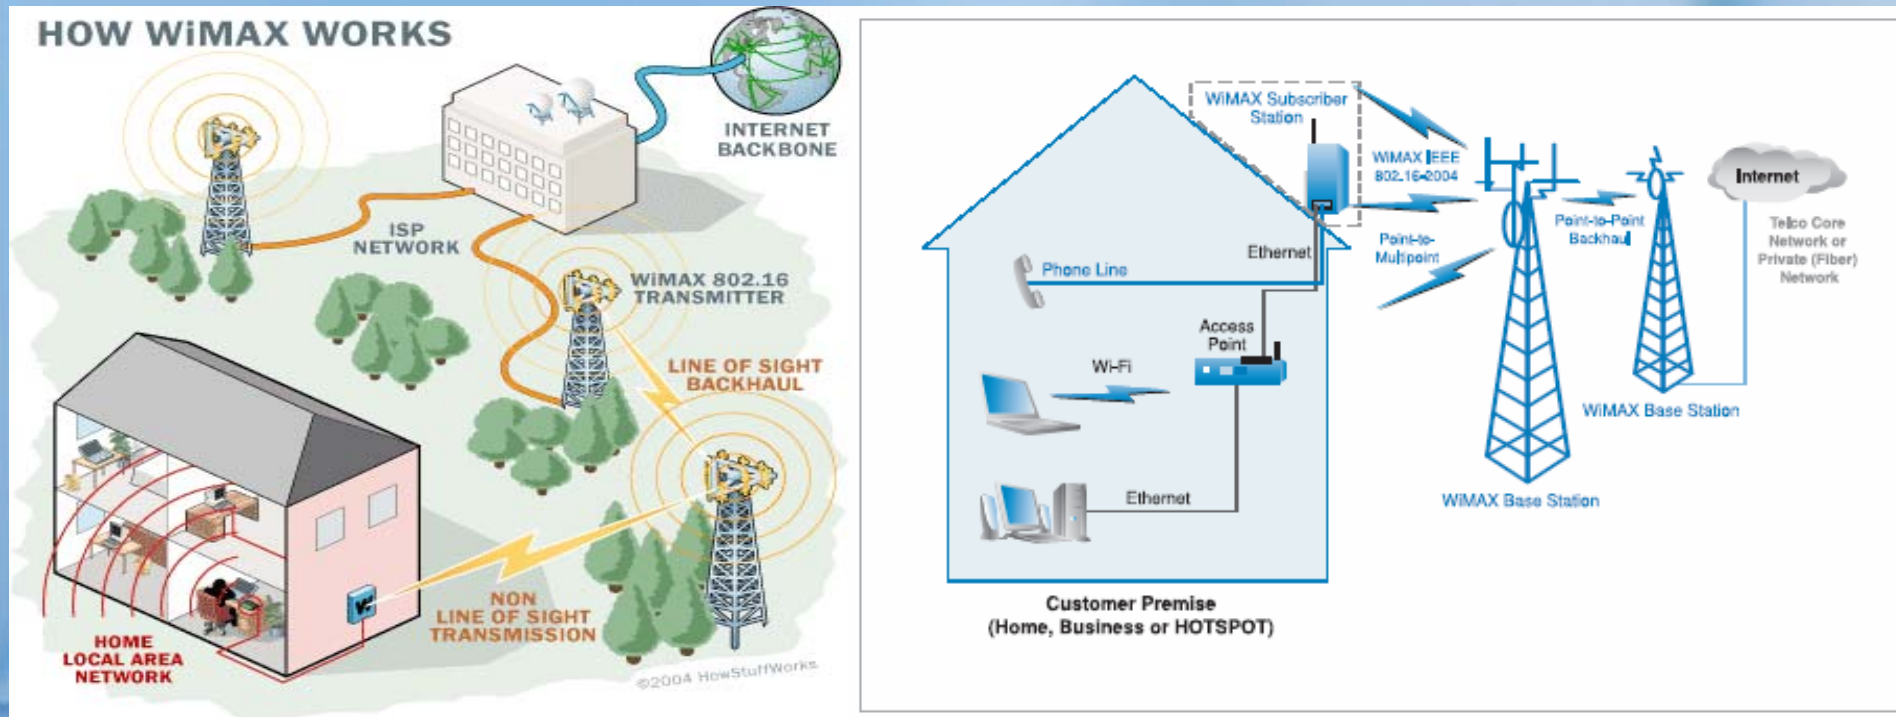 HOW WiMAX WORKS
INTERNET
BACKBONE
ISP
NETWORK
WiMAX 802.16
TRANSMITTER
LINE OF SIGHT
BACKHAUL
NON
LINE OF SIGHT
TRANSMISSION
HOME
LOCAL AREA
NETWORK
©2004 HowStuffWorks
WiMAX Subscriber
Station
WiMAX IEEE
802.16-2004
Internet
Point-to-Point
Backhaul
Telco Core
Network or
Private (Fiber)
Network
Point-to-
Multipoint
Ethernet
Phone Line
Access
Point
Wi-Fi
Ethernet
WiMAX Base Station
WiMAX Base Station
Customer Premise
(Home, Business or HOTSPOT)